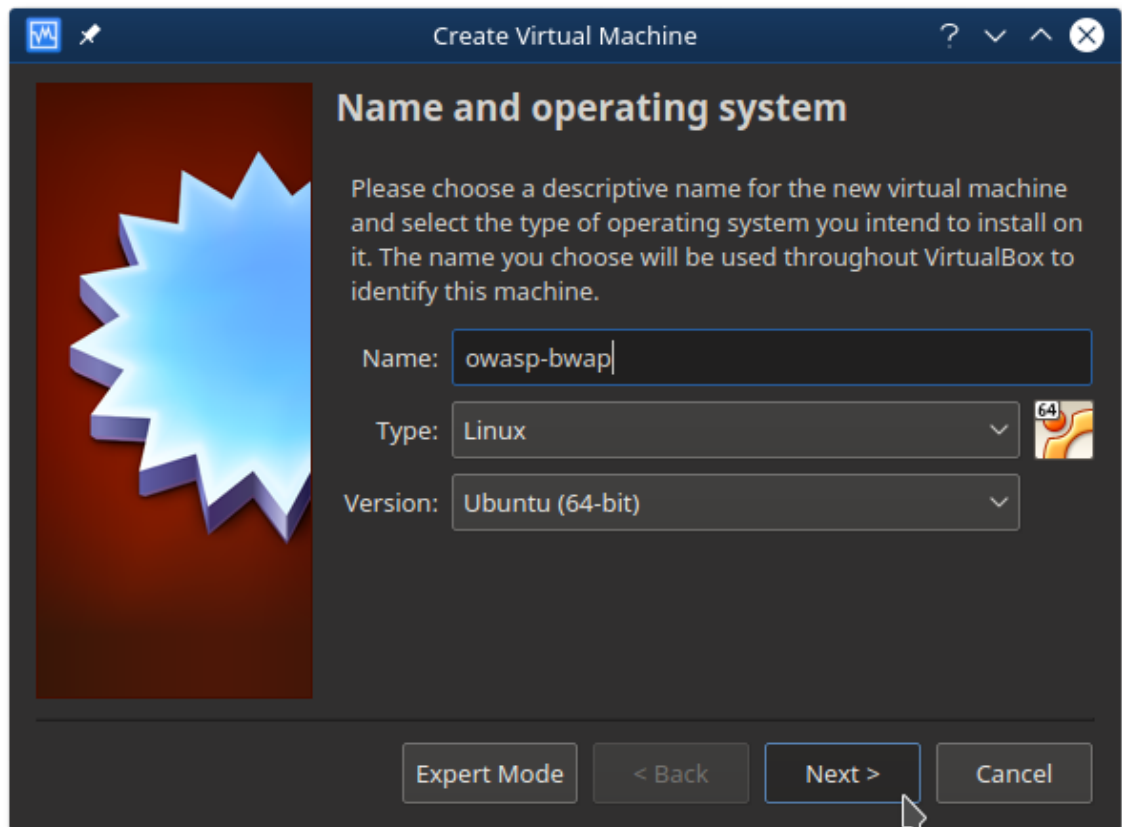 Create Virtual Machine
?
Name and operating system
Please choose a descriptive name for the new virtual machine
and select the type of operating system you intend to install on
it. The name you choose will be used throughout VirtualBox to
identify this machine.
Name: owasp-bwap
Type: Linux
64
Version: Ubuntu (64-bit)
Expert Mode < Back Next > Cancel